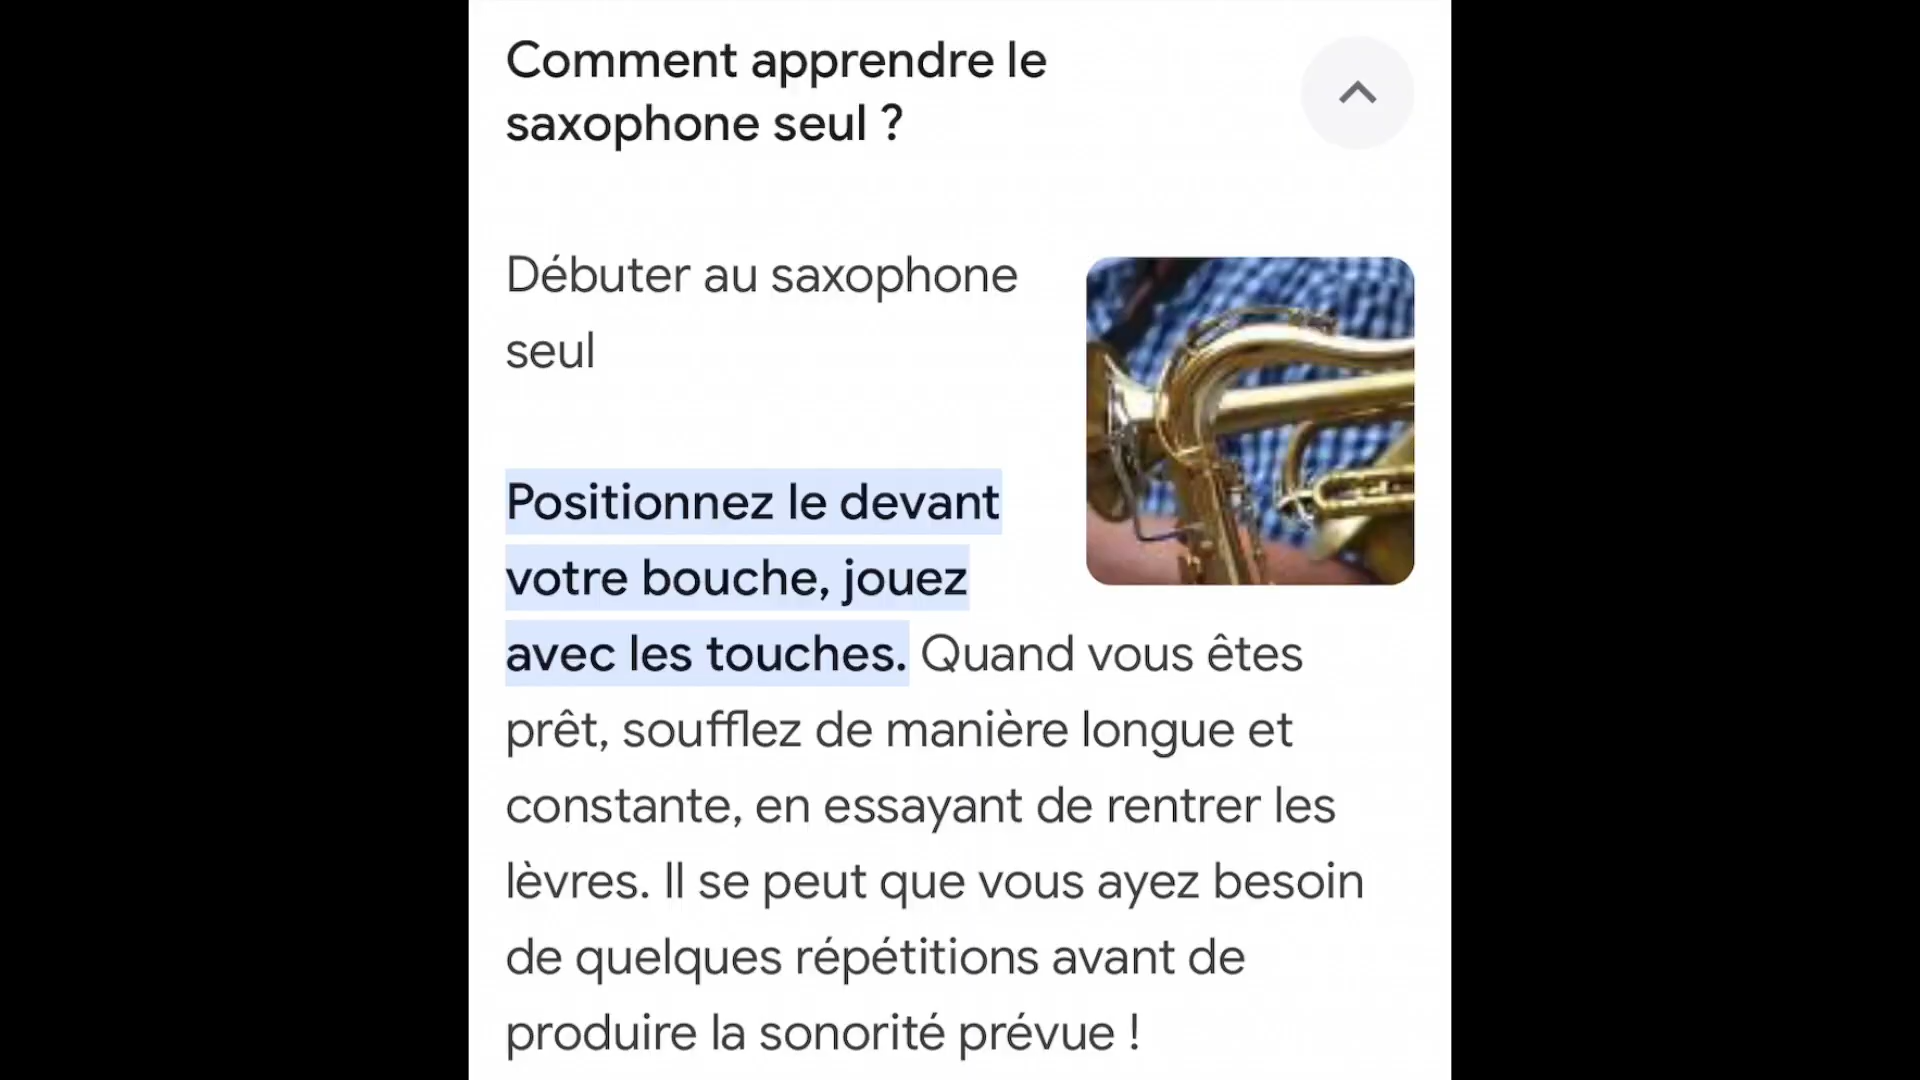 Comment apprendre le
saxophone seul ?
Débuter au saxophone
seul
Positionnez le devant
votre bouche, jouez
avec les touches. Quand vous êtes
prêt, soufflez de manière longue et
constante, en essayant de rentrer les
lèvres. Il se peut que vous ayez besoin
de quelques répétitions avant de
produire la sonorité prévue !